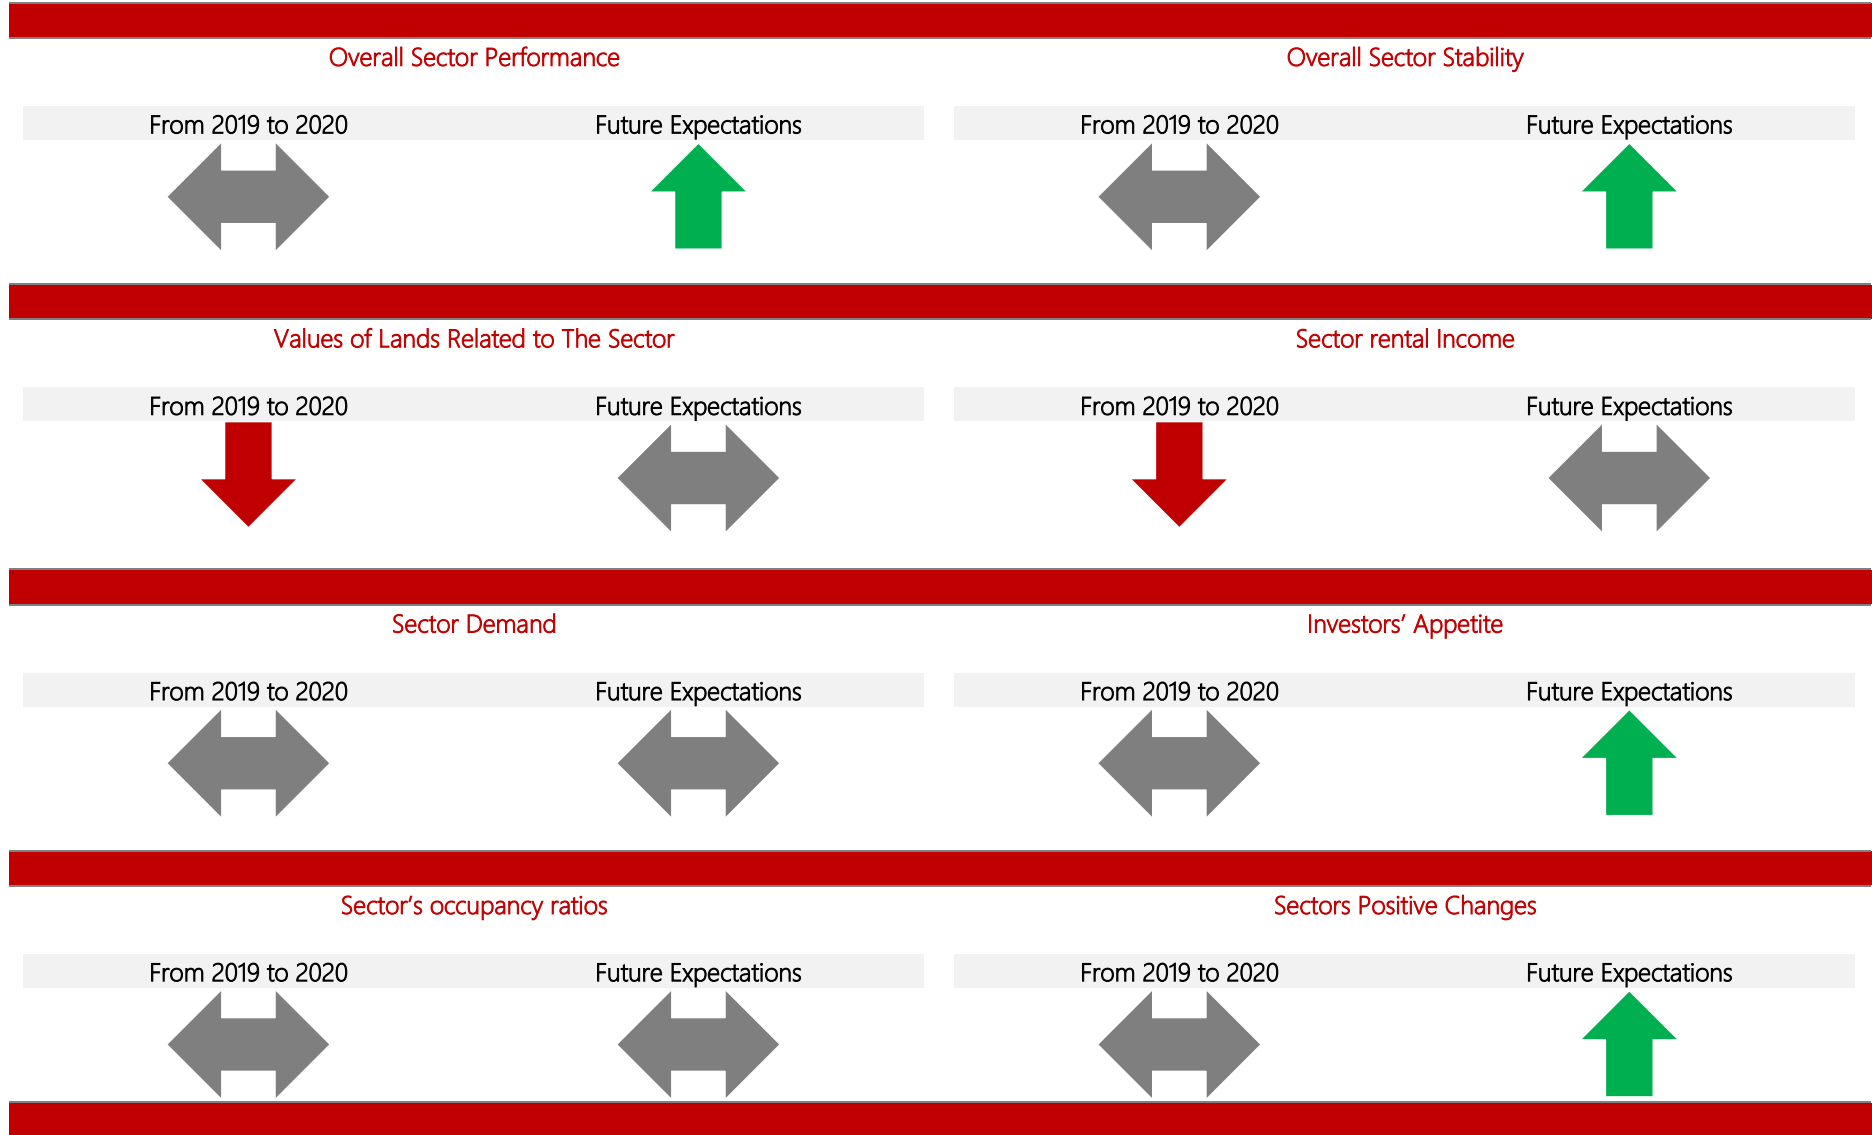 Overall Sector Performance
Overall Sector Stability
From 2019 to 2020
Future Expectations
From 2019 to 2020
Future Expectations
Values of Lands Related to The Sector
Sector rental Income
From 2019 to 2020
Future Expectations
From 2019 to 2020
Future Expectations
Sector Demand
Investors’ Appetite
From 2019 to 2020
Future Expectations
From 2019 to 2020
Future Expectations
Sector’s occupancy ratios
Sectors Positive Changes
From 2019 to 2020
Future Expectations
From 2019 to 2020
Future Expectations